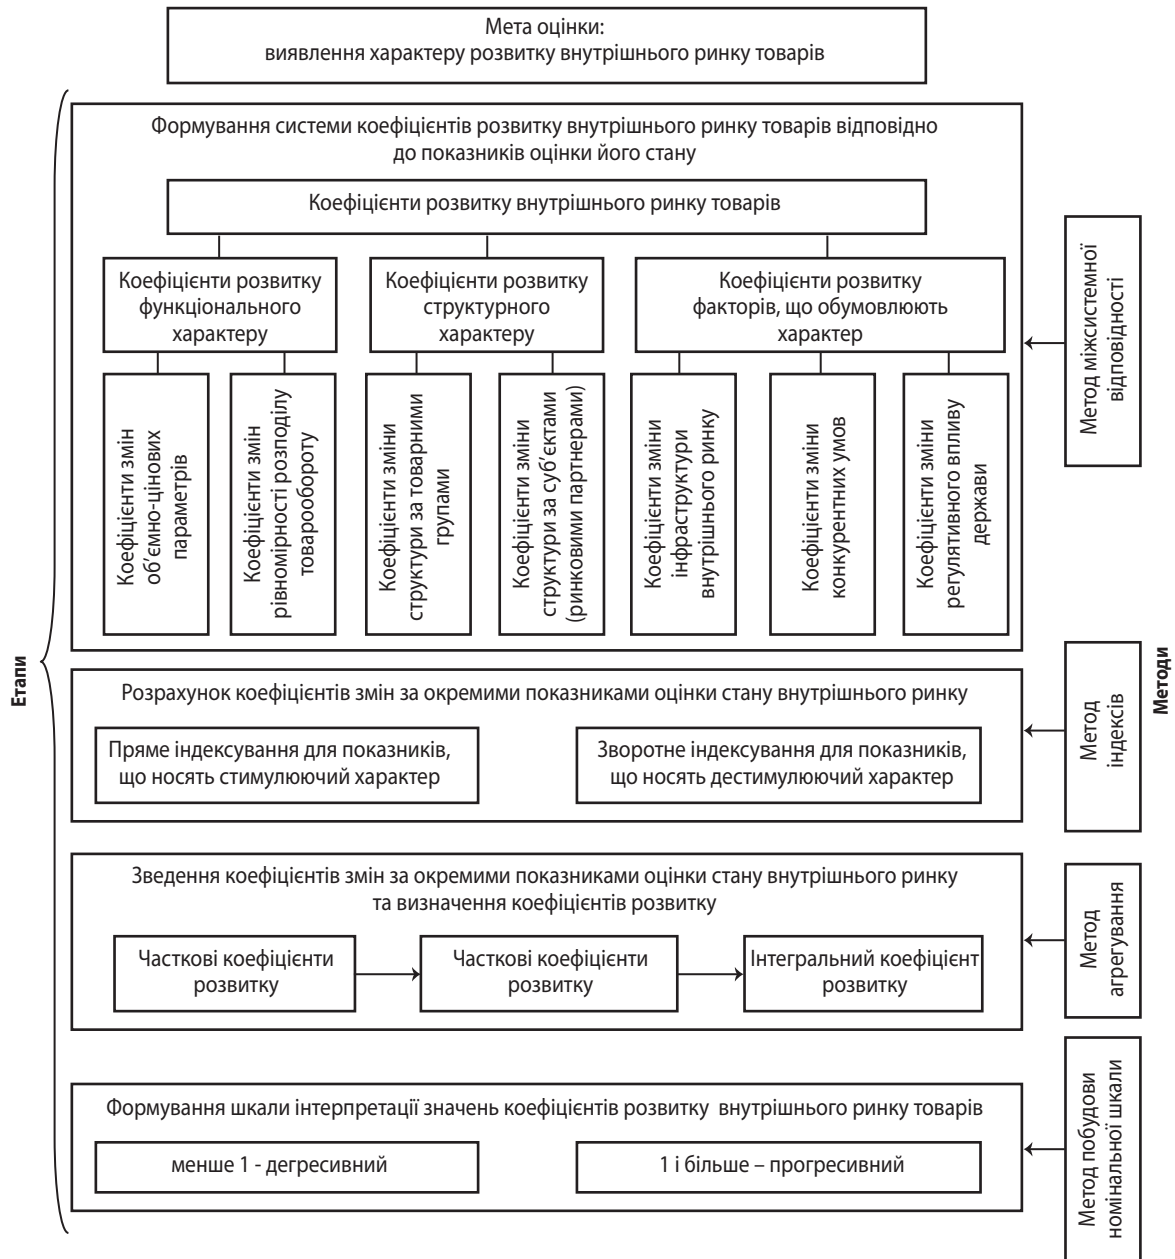 Мета оцінки:
виявлення характеру розвитку внутрішнього ринку товарів
Формування системи коефіцієнтів розвитку внутрішнього ринку товарів відповідно
до показників оцінки його стану
Коефіцієнти розвитку внутрішнього ринку товарів
Коефіцієнти розвитку
функціонального
характеру
Коефіцієнти розвитку
структурного
характеру
Коефіцієнти розвитку
факторів, що обумовлюють
характер
Коефіцієнти змін
об’ємно-цінових
параметрів
Коефіцієнти змін
рівномірності розподілу
товарообороту
Коефіцієнти зміни
структури за товарними
групами
Коефіцієнти зміни
структури за суб’єктами
(ринковими партнерами)
Коефіцієнти зміни
інфраструктури
внутрішнього ринку
Коефіцієнти зміни
конкурентних умов
Коефіцієнти зміни
регулятивного впливу
держави
Метод міжсистемної
відповідності
Етапи
Методи
Розрахунок коефіцієнтів змін за окремими показниками оцінки стану внутрішнього ринку
Пряме індексування для показників,
що носять стимулюючий характер
Зворотне індексування для показників,
що носять дестимулюючий характер
Метод
індексів
Зведення коефіцієнтів змін за окремими показниками оцінки стану внутрішнього ринку
та визначення коефіцієнтів розвитку
Часткові коефіцієнти
розвитку
Часткові коефіцієнти
розвитку
Інтегральний коефіцієнт
розвитку
Метод
агрегування
Формування шкали інтерпретації значень коефіцієнтів розвитку внутрішнього ринку товарів
менше 1 - дегресивний
1 і більше – прогресивний
Метод побудови
номінальної шкали